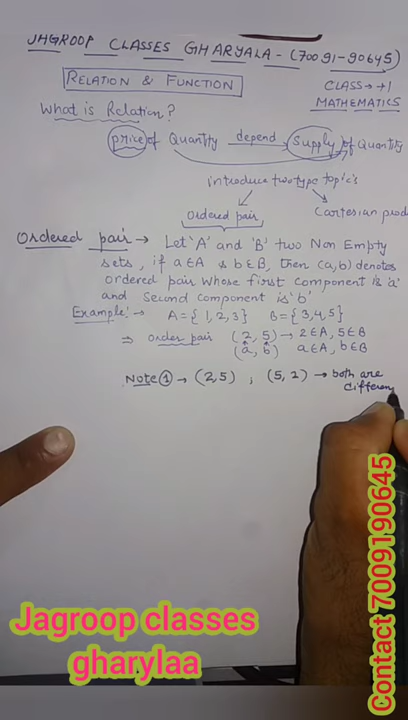 JAGROOP CLASSES GHARYALA - (70091-90645)
RELATION & FUNCTION
CLASS → +1
MATHEMATICS
What is Relation?
price of Quantity depend Supply of Quantity
introduce two type topic's
Ordered pair
Cartesian prod
Ordered pair → Let 'A' and 'B' two Non Empty
sets, if a∈A & b∈B, then (a,b) denotes
ordered pair whose first component is 'a'
and Second component is 'b'
Example:→ A={1,2,3} B={3,4,5}
⇒ order pair (2,5) → 2∈A, 5∈B
(a,b) a∈A, b∈B
Note ① → (2,5) , (5,2) → both are
differen
Jagroop classes
gharylaa
Contact 7009190645